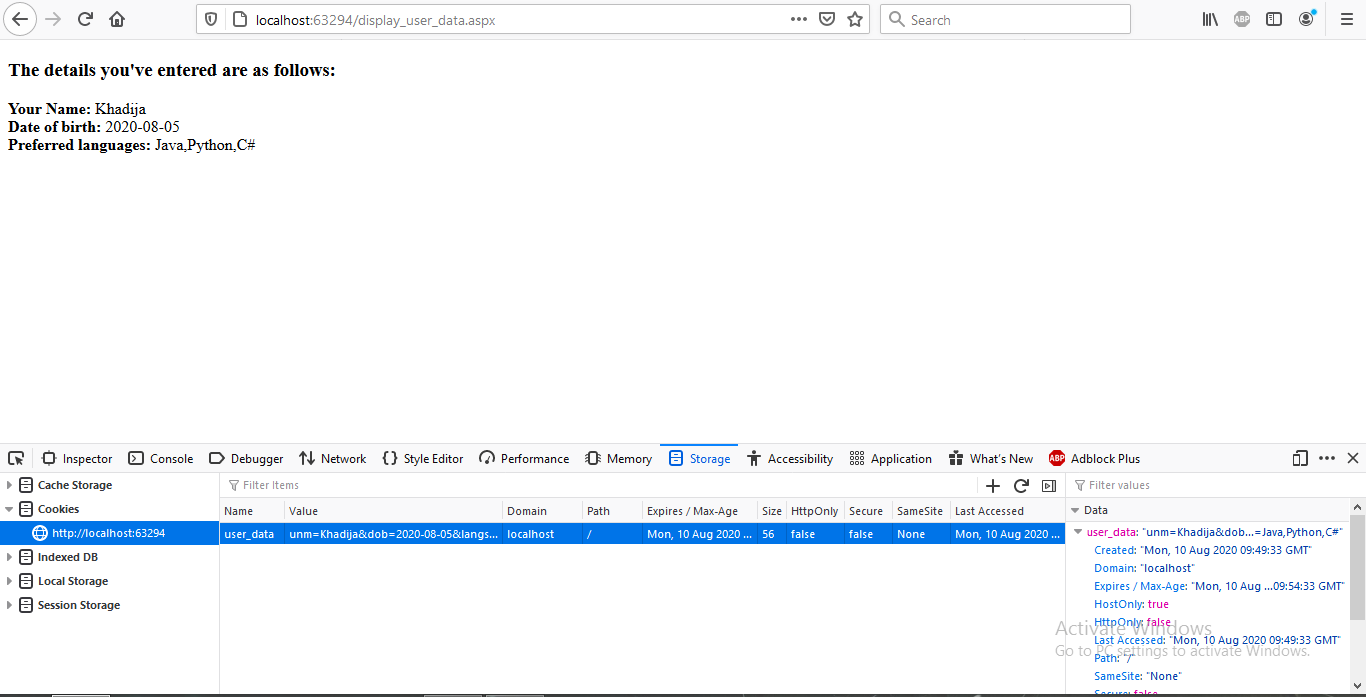 localhost:63294/display_user_data.aspx
Search
ABP
The details you've entered are as follows:
Your Name: Khadija
Date of birth: 2020-08-05
Preferred languages: Java,Python,C#
Inspector Console Debugger Network Style Editor Performance Memory Storage Accessibility Application What's New ABP Adblock Plus
Cache Storage
Cookies
http://localhost:63294
Indexed DB
Local Storage
Session Storage
Filter Items
Name Value Domain Path Expires / Max-Age Size HttpOnly Secure SameSite Last Accessed
user_data unm=Khadija&dob=2020-08-05&langs... localhost / Mon, 10 Aug 2020 ... 56 false false None Mon, 10 Aug 2020 ...
Filter values
Data
user_data: "unm=Khadija&dob...=Java,Python,C#"
Created: "Mon, 10 Aug 2020 09:49:33 GMT"
Domain: "localhost"
Expires / Max-Age: "Mon, 10 Aug ...09:54:33 GMT"
HostOnly: true
HttpOnly: false
Last Accessed: "Mon, 10 Aug 2020 09:49:33 GMT"
Path: "/"
SameSite: "None"
Secure: false
Activate Windows
Go to PC settings to activate Windows.